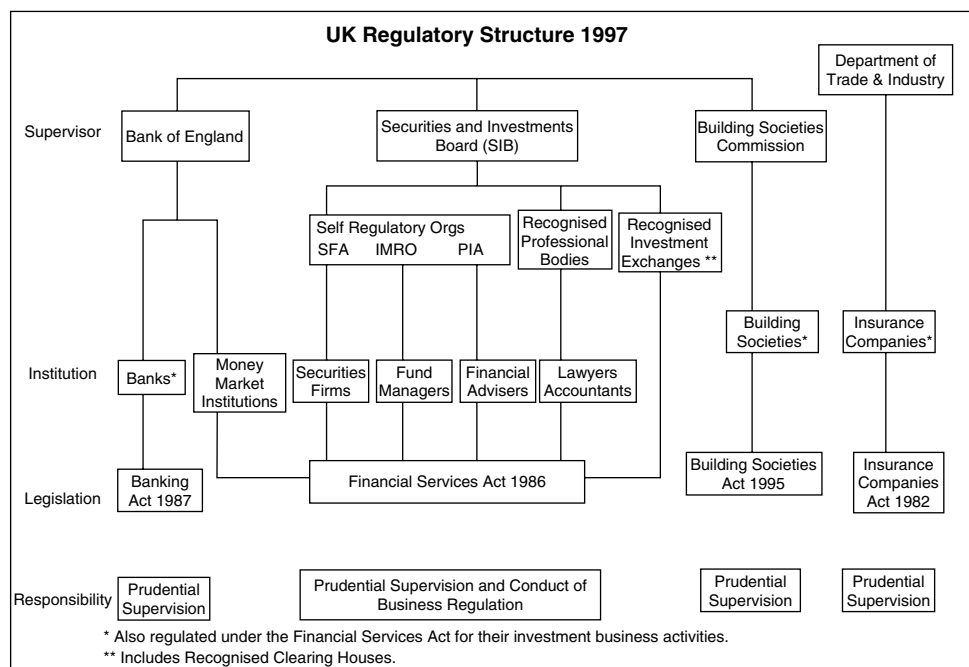 UK Regulatory Structure 1997
Department of
Trade & Industry
Supervisor
Bank of England
Securities and Investments
Board (SIB)
Building Societies
Commission
Self Regulatory Orgs
SFA IMRO PIA
Recognised
Professional
Bodies
Recognised
Investment
Exchanges **
Institution
Banks*
Money
Market
Institutions
Securities
Firms
Fund
Managers
Financial
Advisers
Lawyers
Accountants
Building
Societies*
Insurance
Companies*
Legislation
Banking
Act 1987
Financial Services Act 1986
Building Societies
Act 1995
Insurance
Companies
Act 1982
Responsibility
Prudential
Supervision
Prudential Supervision and Conduct of
Business Regulation
Prudential
Supervision
Prudential
Supervision
* Also regulated under the Financial Services Act for their investment business activities.
** Includes Recognised Clearing Houses.